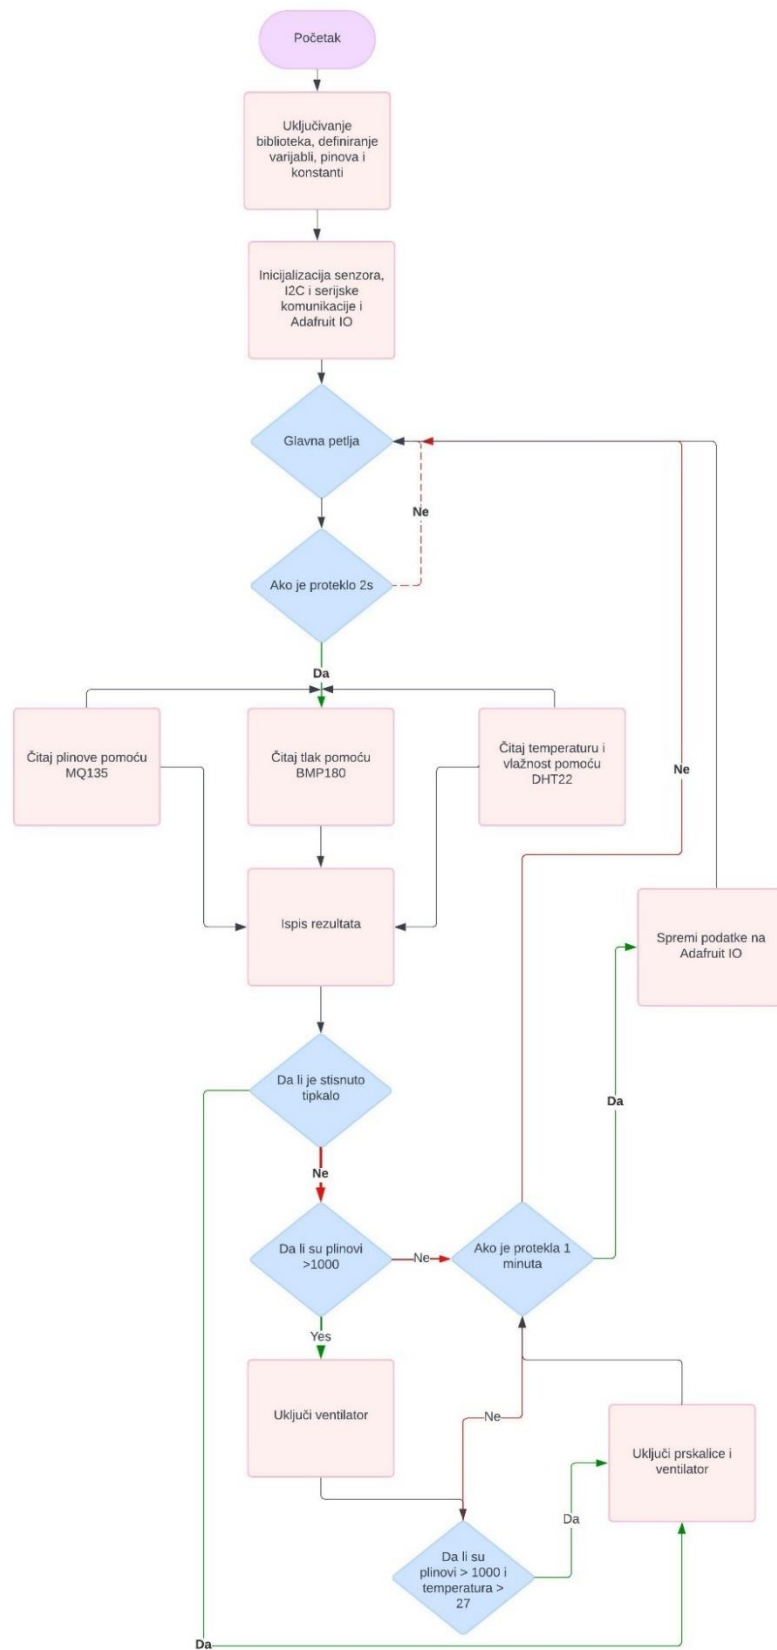 Početak
Uključivanje
biblioteka, definiranje
varijabli, pinova i
konstanti
Inicijalizacija senzora,
I2C i serijske
komunikacije i
Adafruit IO
Glavna petlja
Ne
Ako je proteklo 2s
Da
Čitaj plinove pomoću
MQ135
Čitaj tlak pomoću
BMP180
Čitaj temperaturu i
vlažnost pomoću
DHT22
Ne
Ispis rezultata
Spremi podatke na
Adafruit IO
Da li je stisnuto
tipkalo
Da
Ne
Da li su plinovi
>1000
Ne
Ako je protekla 1
minuta
Yes
Uključi ventilator
Ne
Uključi prskalice i
ventilator
Da
Da li su
plinovi > 1000 i
temperatura >
27
Da